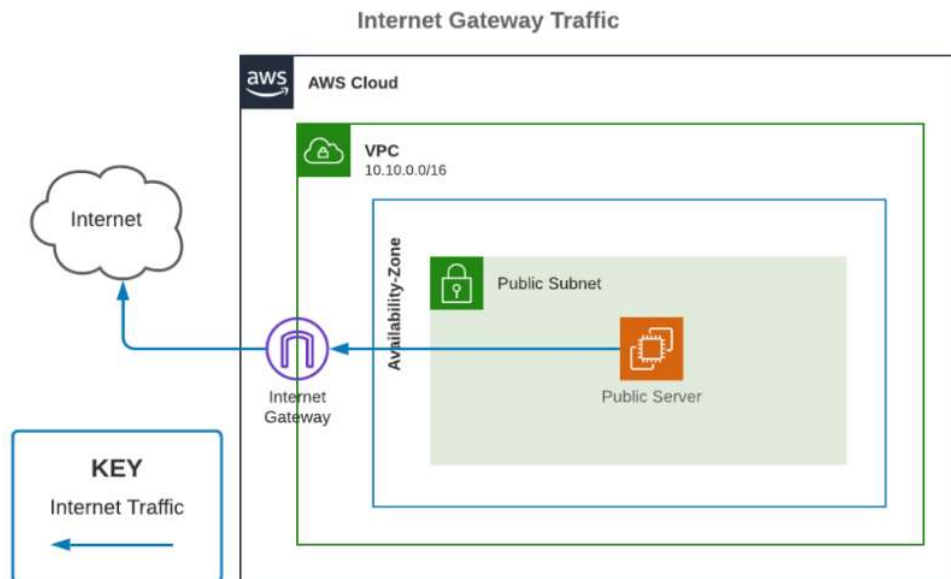 Internet Gateway Traffic
aws
AWS Cloud
VPC
10.10.0.0/16
Internet
Availability-Zone
Public Subnet
Internet
Gateway
Public Server
KEY
Internet Traffic